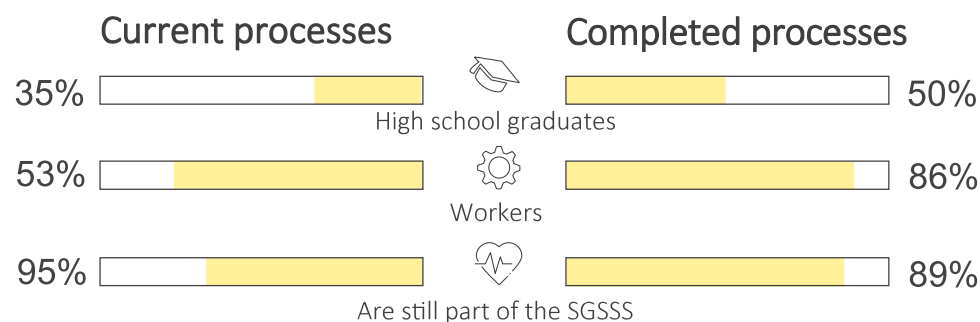 Current processes
Completed processes
35%
50%
High school graduates
53%
86%
Workers
95%
89%
Are still part of the SGSSS